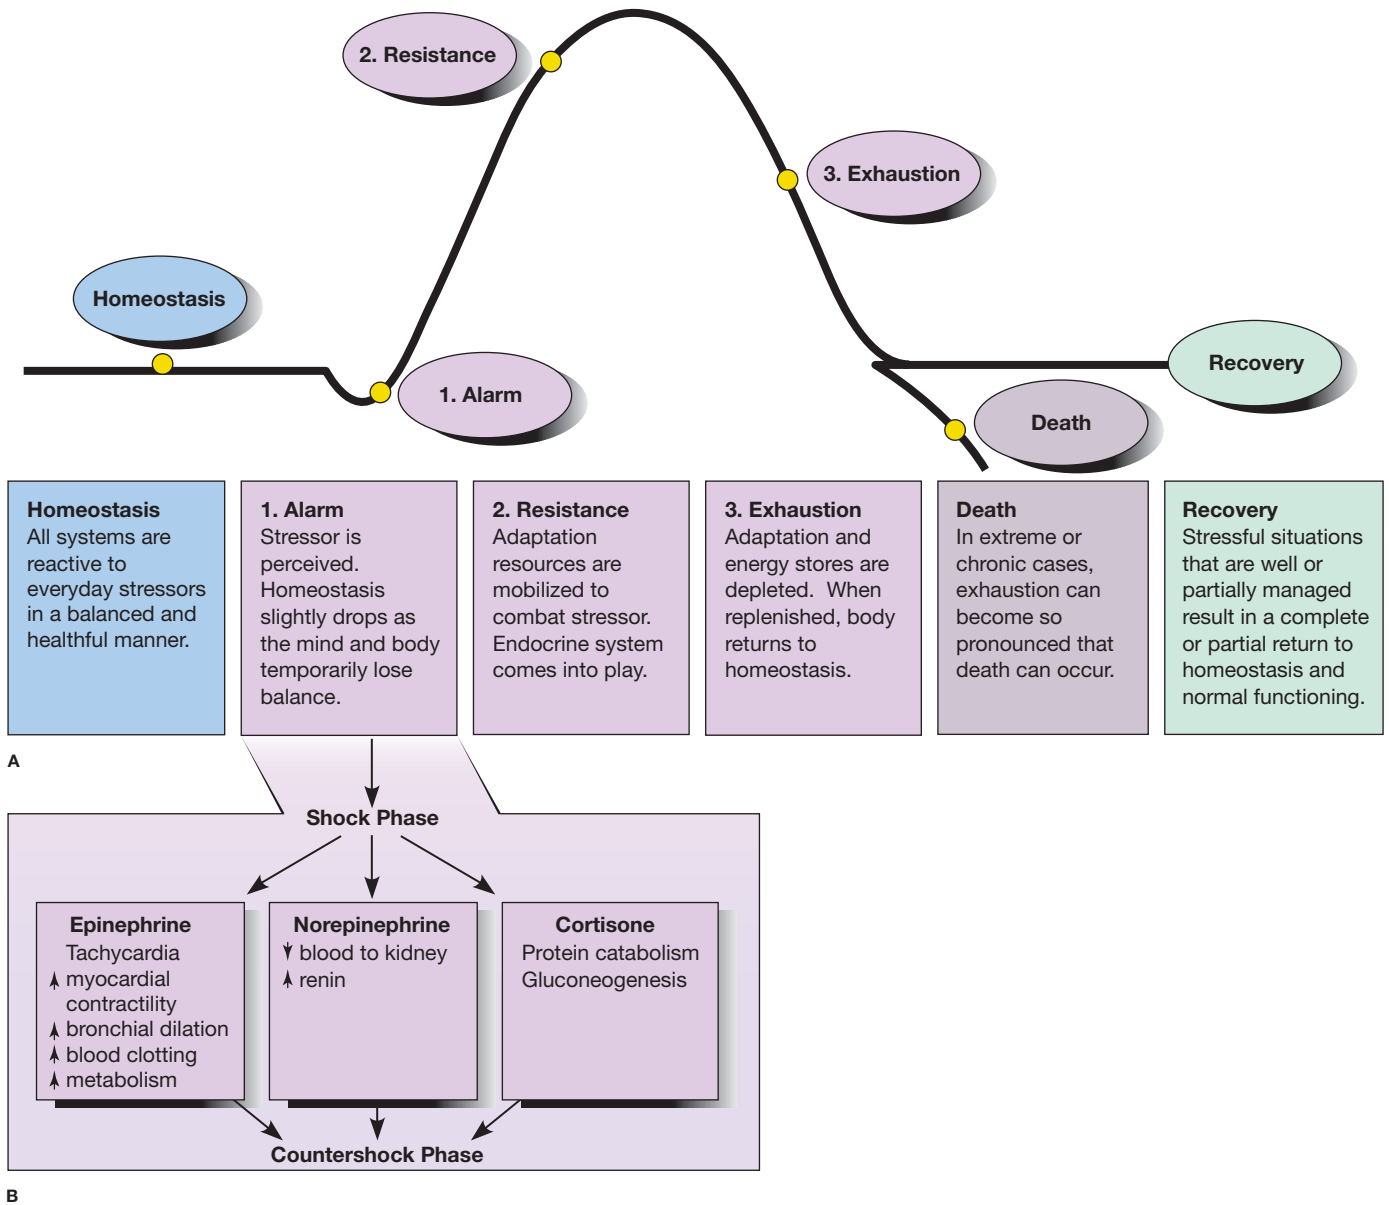 2. Resistance
3. Exhaustion
Homeostasis
1. Alarm
Recovery
Death
Homeostasis
All systems are
reactive to
everyday stressors
in a balanced and
healthful manner.
1. Alarm
Stressor is
perceived.
Homeostasis
slightly drops as
the mind and body
temporarily lose
balance.
2. Resistance
Adaptation
resources are
mobilized to
combat stressor.
Endocrine system
comes into play.
3. Exhaustion
Adaptation and
energy stores are
depleted.  When
replenished, body
returns to
homeostasis.
Death
In extreme or
chronic cases,
exhaustion can
become so
pronounced that
death can occur.
Recovery
Stressful situations
that are well or
partially managed
result in a complete
or partial return to
homeostasis and
normal functioning.
A
Shock Phase
Epinephrine
Tachycardia
myocardial
contractility
bronchial dilation
blood clotting
metabolism
Norepinephrine
blood to kidney
renin
Cortisone
Protein catabolism
Gluconeogenesis
Countershock Phase
B